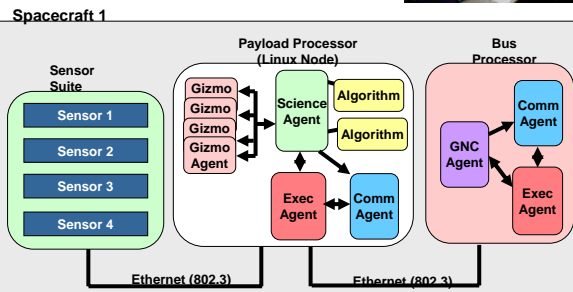 Spacecraft 1
Sensor
Suite
Sensor 1
Sensor 2
Sensor 3
Sensor 4
Payload Processor
(Linux Node)
Gizmo
Gizmo
Gizmo
Gizmo
Agent
Science
Agent
Algorithm
Algorithm
Exec
Agent
Comm
Agent
Bus
Processor
Comm
Agent
GNC
Agent
Exec
Agent
Ethernet (802.3)
Ethernet (802.3)